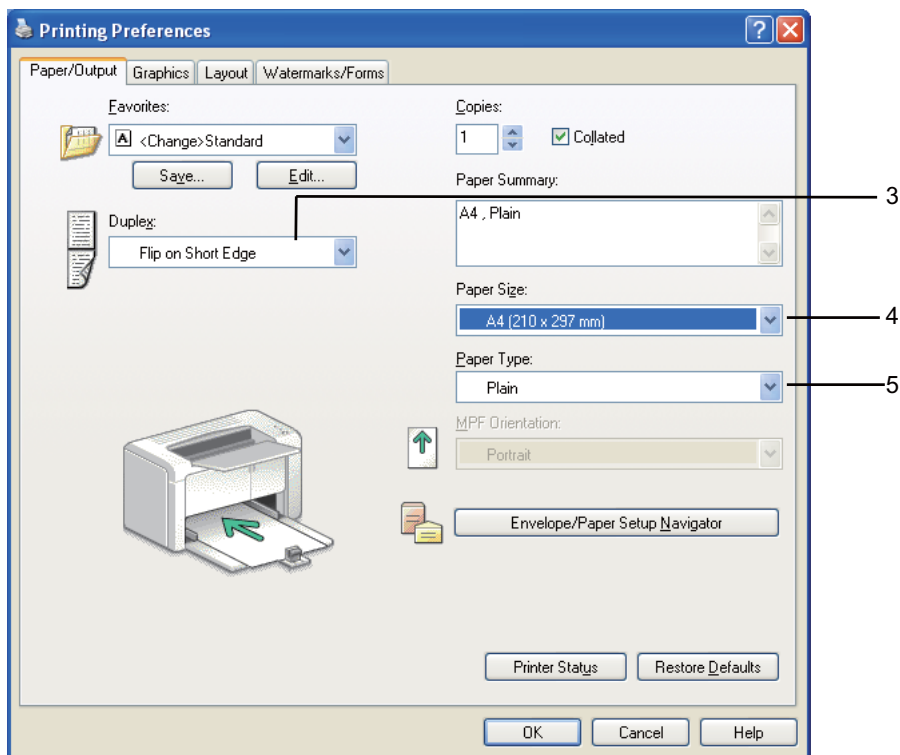 Printing Preferences
Paper/Output Graphics Layout Watermarks/Forms
Favorites:
A <Change>Standard
Save... Edit...
Duplex:
Flip on Short Edge
Copies:
1 Collated
Paper Summary:
A4 , Plain
3
Paper Size:
A4 (210 x 297 mm)
4
Paper Type:
Plain
5
MPF Orientation:
Portrait
Envelope/Paper Setup Navigator
Printer Status Restore Defaults
OK Cancel Help